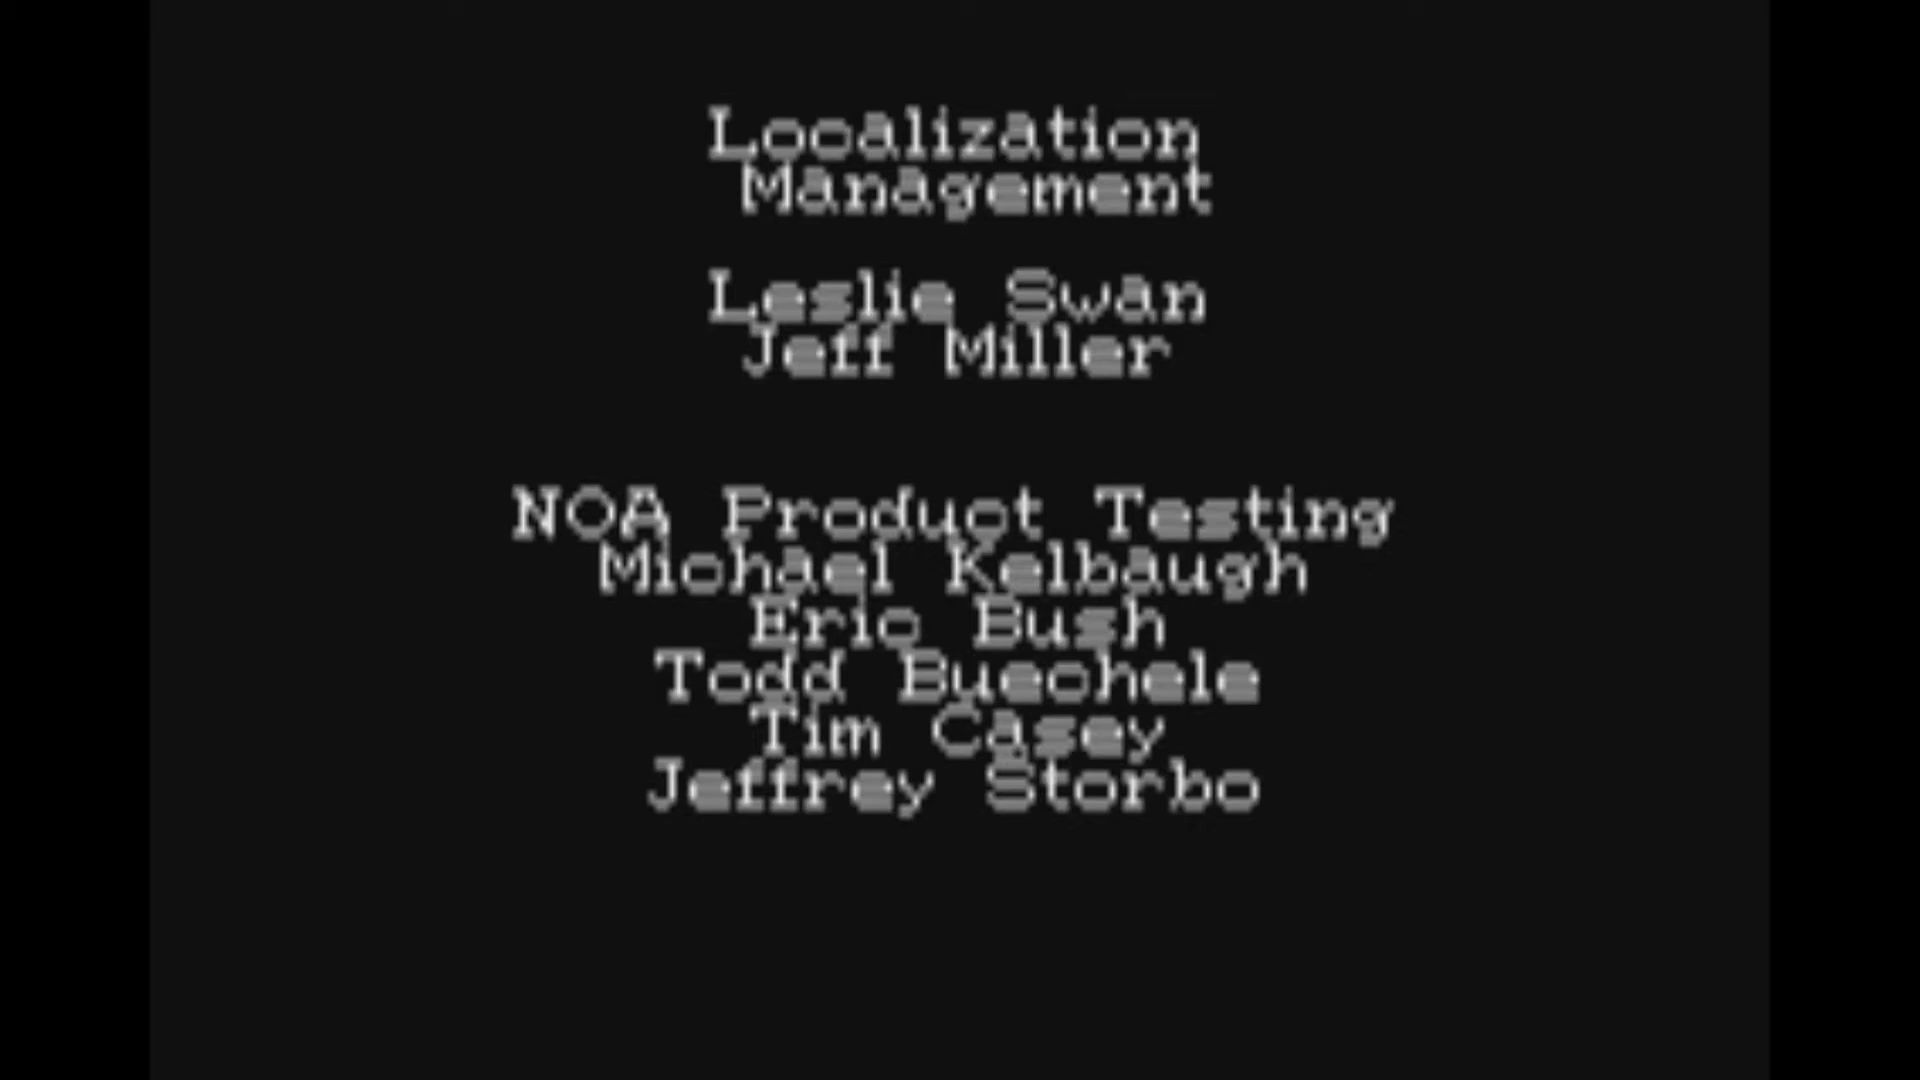 Localization
Management
Leslie Swan
Jeff Miller
NOA Product Testing
Michael Kelbaugh
Eric Bush
Todd Buechele
Tim Casey
Jeffrey Storbo